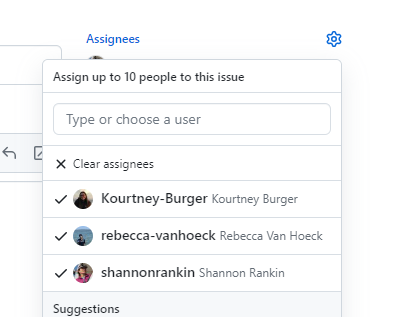 Assignees
Assign up to 10 people to this issue
Type or choose a user
Clear assignees
Kourtney-Burger Kourtney Burger
rebecca-vanhoeck Rebecca Van Hoeck
shannonrankin Shannon Rankin
Suggestions